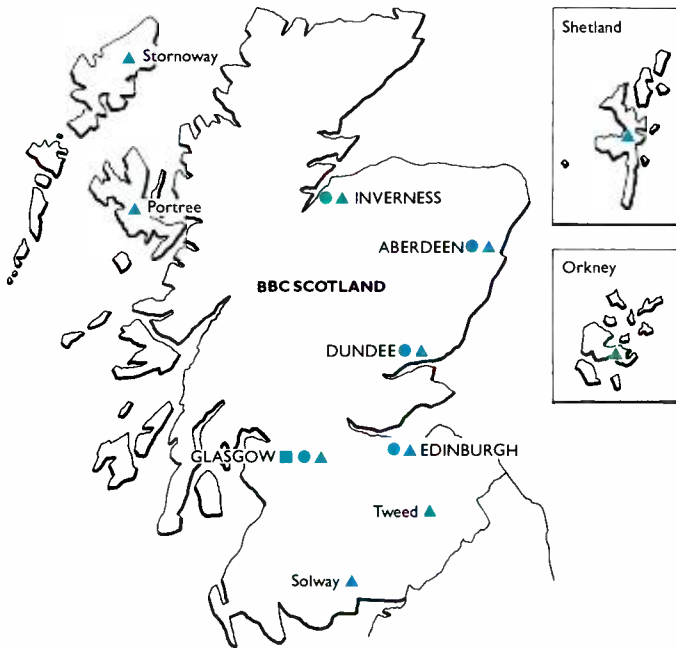 Stornoway
Shetland
Portree
INVERNESS
ABERDEEN
Orkney
BBC SCOTLAND
DUNDEE
GLASGOW
EDINBURGH
Tweed
Solway